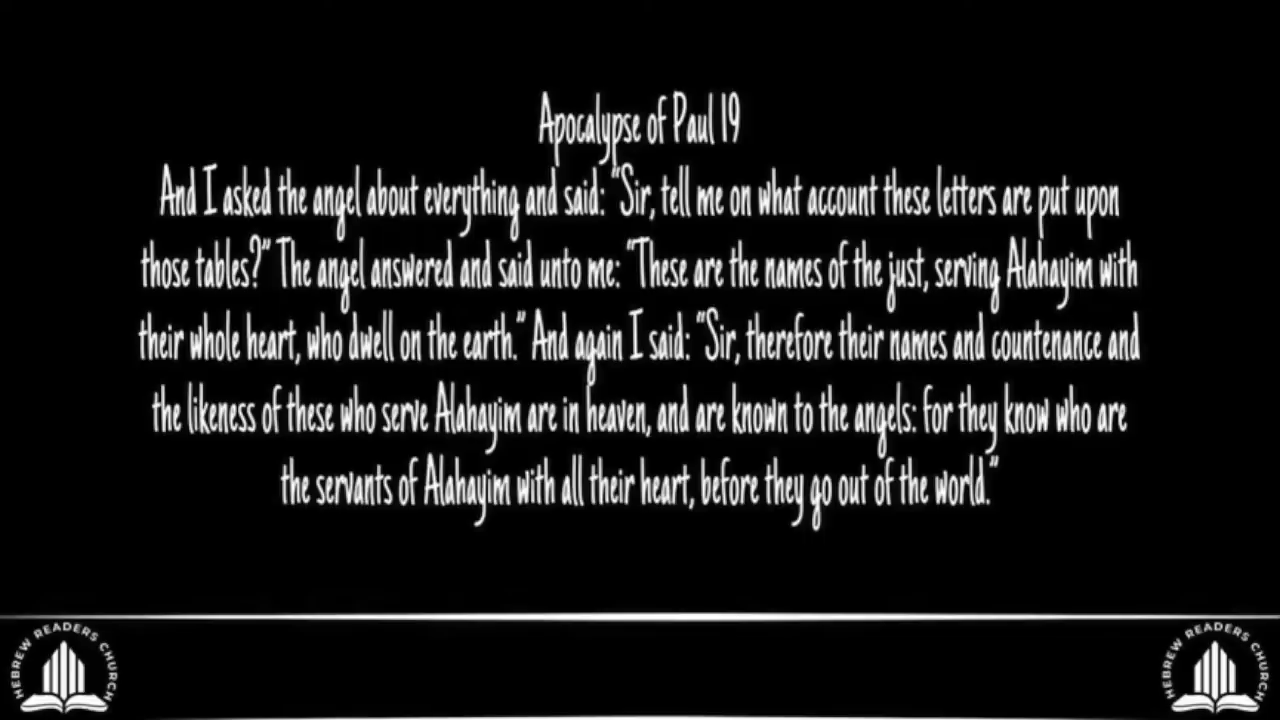 Apocalypse of Paul 19
And I asked the angel about everything and said: "Sir, tell me on what account these letters are put upon
those tables?" The angel answered and said unto me: "These are the names of the just, serving Alahayim with
their whole heart, who dwell on the earth." And again I said: "Sir, therefore their names and countenance and
the likeness of these who serve Alahayim are in heaven, and are known to the angels: for they know who are
the servants of Alahayim with all their heart, before they go out of the world."
HEBREW READERS CHURCH
HEBREW READERS CHURCH